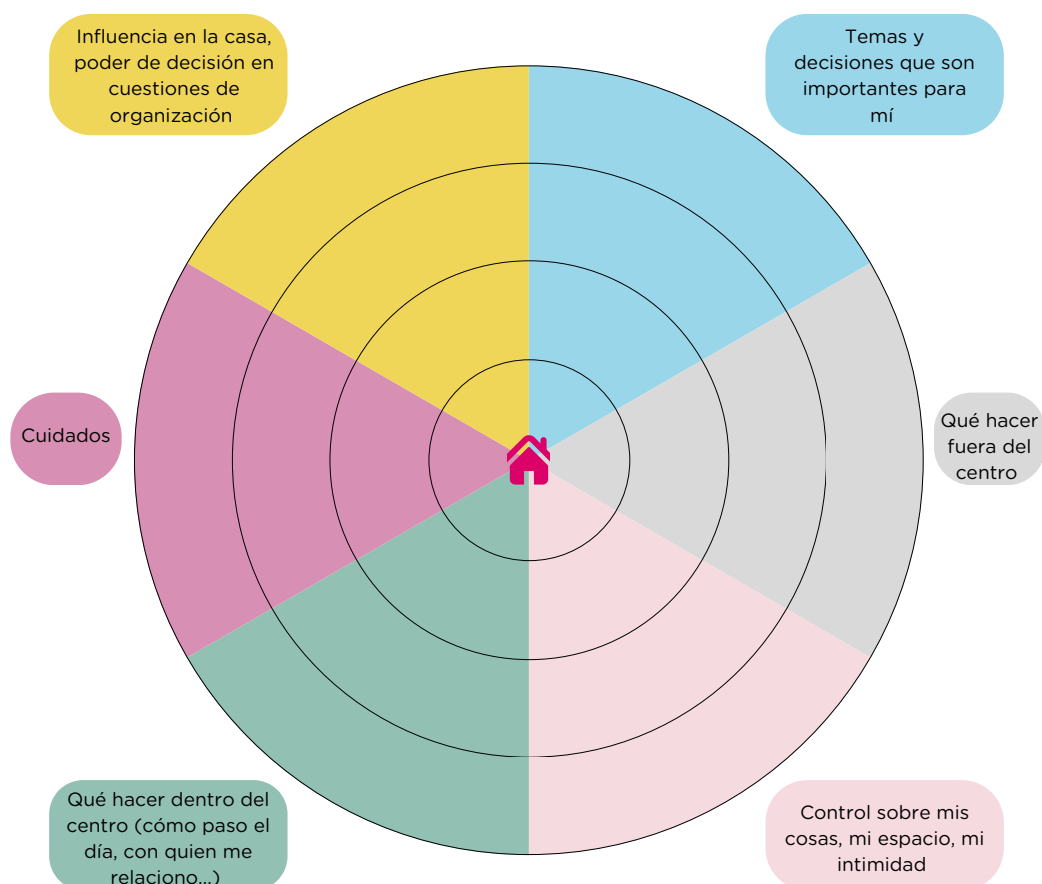 Influencia en la casa,
poder de decisión en
cuestiones de
organización
Temas y
decisiones que son
importantes para
mí
Cuidados
Qué hacer
fuera del
centro
Qué hacer dentro del
centro (cómo paso el
día, con quien me
relaciono...)
Control sobre mis
cosas, mi espacio, mi
intimidad